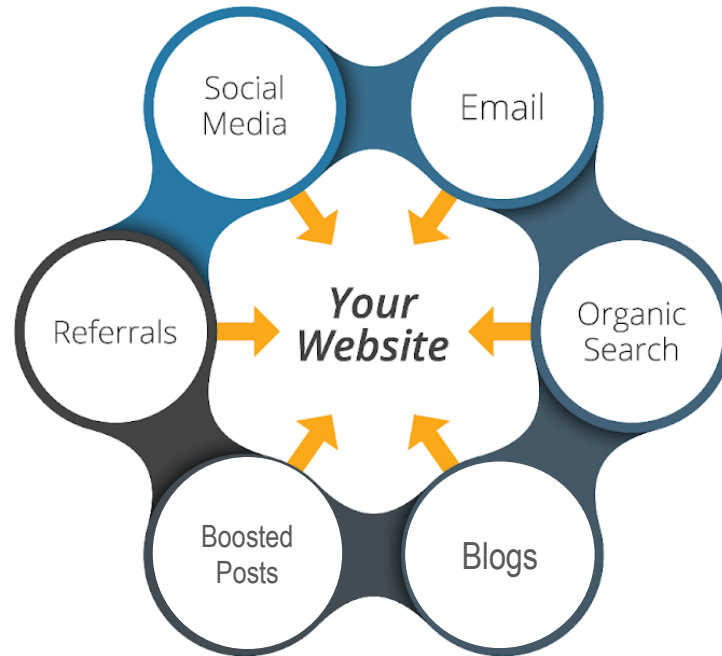 Social
Media
Email
Referrals
Your
Website
Organic
Search
Boosted
Posts
Blogs